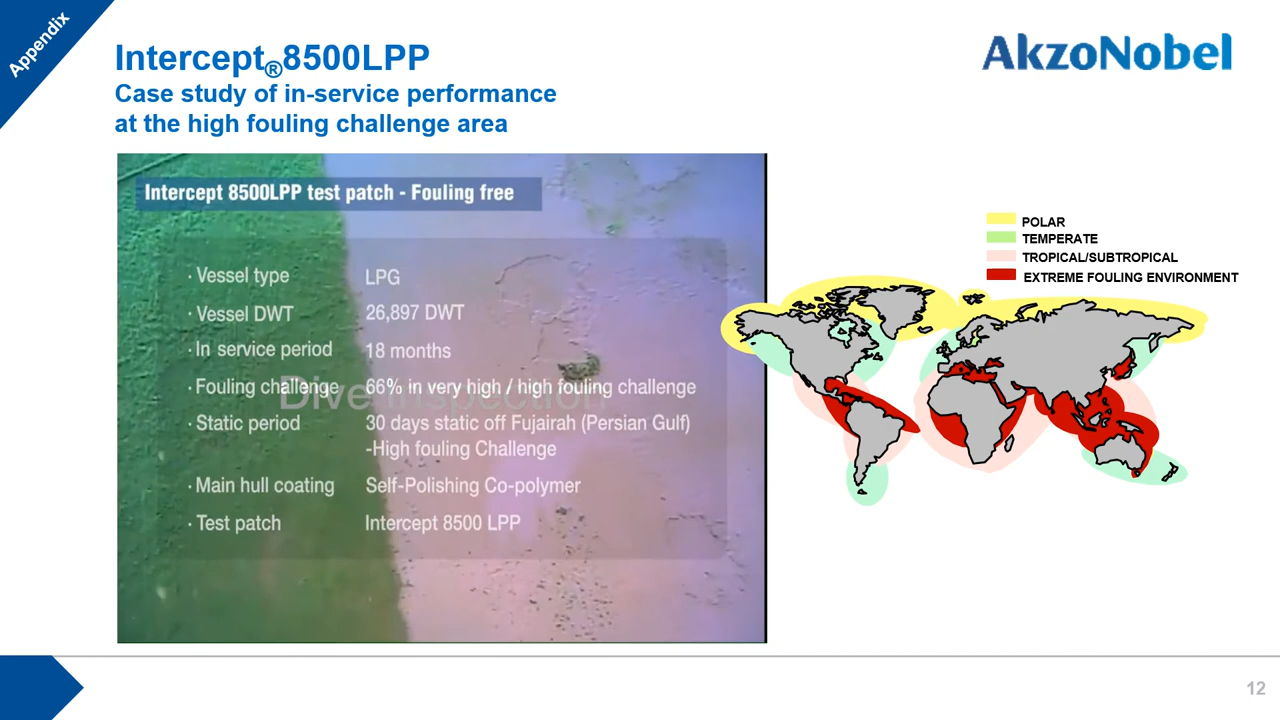 Appendix
Intercept®8500LPP
Case study of in-service performance
at the high fouling challenge area
AkzoNobel
Intercept 8500LPP test patch - Fouling free
· Vessel type LPG
· Vessel DWT 26,897 DWT
· In service period 18 months
· Fouling challenge 66% in very high / high fouling challenge
Dive inspection
· Static period 30 days static off Fujairah (Persian Gulf)
-High fouling Challenge
· Main hull coating Self-Polishing Co-polymer
· Test patch Intercept 8500 LPP
POLAR
TEMPERATE
TROPICAL/SUBTROPICAL
EXTREME FOULING ENVIRONMENT
12